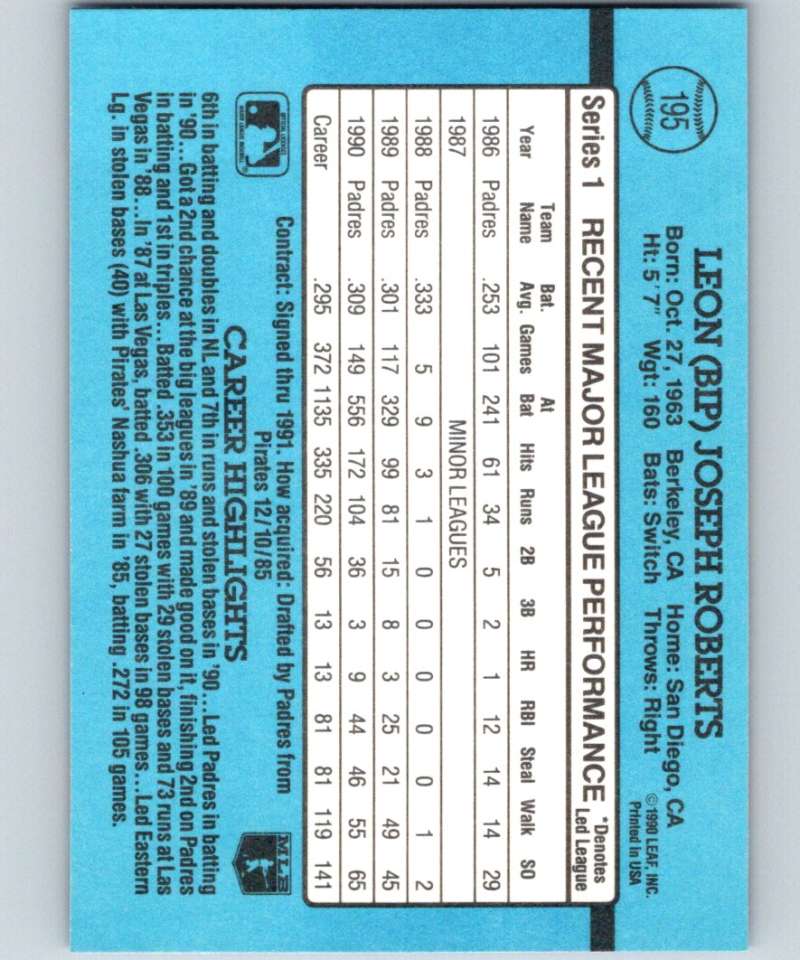 195
LEON (BIP) JOSEPH ROBERTS
Born: Oct. 27, 1963 Berkeley, CA Home: San Diego, CA
Ht: 5'7" Wgt: 160 Bats: Switch Throws: Right
©1990 LEAF, INC.
Printed in USA
Series 1 RECENT MAJOR LEAGUE PERFORMANCE *Denotes Led League
Year Team Name Bat. Avg. Games At Bat Hits Runs 2B 3B HR RBI Steal Walk SO
1986 Padres .253 101 241 61 34 5 2 1 12 14 14 29
1987 MINOR LEAGUES
1988 Padres .333 5 9 3 1 0 0 0 0 0 1 2
1989 Padres .301 117 329 99 81 15 8 3 25 21 49 45
1990 Padres .309 149 556 172 104 36 3 9 44 46 55 65
Career .295 372 1135 335 220 56 13 13 81 81 119 141
Contract: Signed thru 1991. How acquired: Drafted by Padres from
Pirates 12/10/85
CAREER HIGHLIGHTS
MLB
6th in batting and doubles in NL and 7th in runs and stolen bases in '90...Led Padres in batting
in '90...Got a 2nd chance at the big leagues in '89 and made good on it, finishing 2nd on Padres
in batting and 1st in triples...Batted .353 in 100 games with 29 stolen bases and 73 runs at Las
Vegas in '88...In '87 at Las Vegas, batted .306 with 27 stolen bases in 98 games...Led Eastern
Lg. in stolen bases (40) with Pirates' Nashua farm in '85, batting .272 in 105 games.